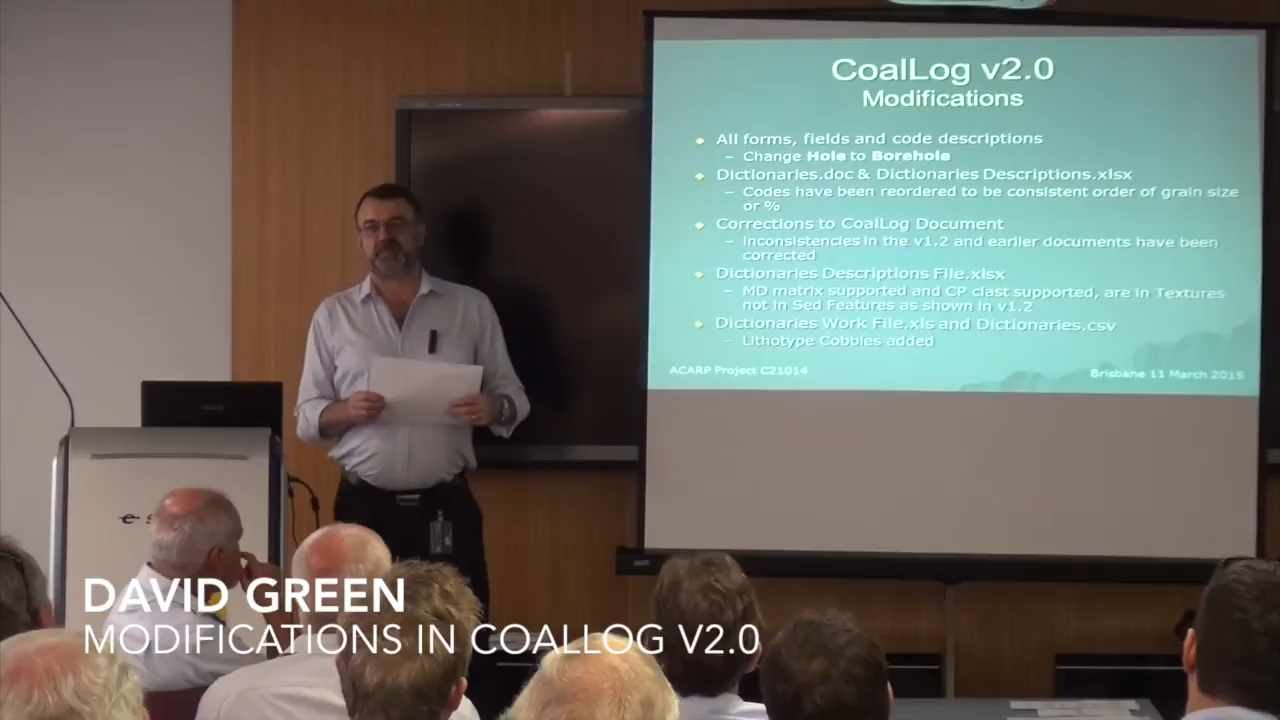 CoalLog v2.0
Modifications
All forms, fields and code descriptions
– Change Hole to Borehole
Dictionaries.doc & Dictionaries Descriptions.xlsx
– Codes have been reordered to be consistent order of grain size
or %
Corrections to CoalLog Document
– Inconsistencies in the v1.2 and earlier documents have been
corrected
Dictionaries Descriptions File.xlsx
– MD matrix supported and CP clast supported, are in Textures
not in Sed Features as shown in v1.2
Dictionaries Work File.xls and Dictionaries.csv
– Lithotype Cobbles added
ACARP Project C21014
Brisbane 11 March 2015
DAVID GREEN
MODIFICATIONS IN COALLOG V2.0